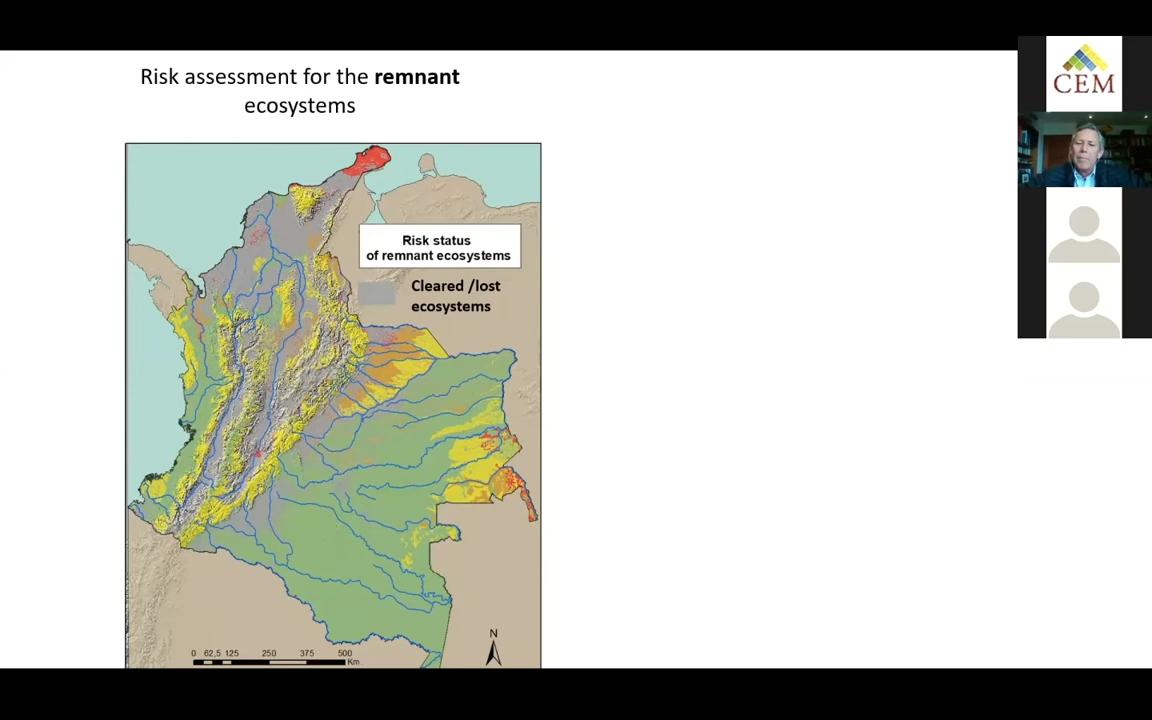 Risk assessment for the remnant
ecosystems
CEM
Risk status
of remnant ecosystems
Cleared /lost
ecosystems
N
0 62,5 125 250 375 500
Km